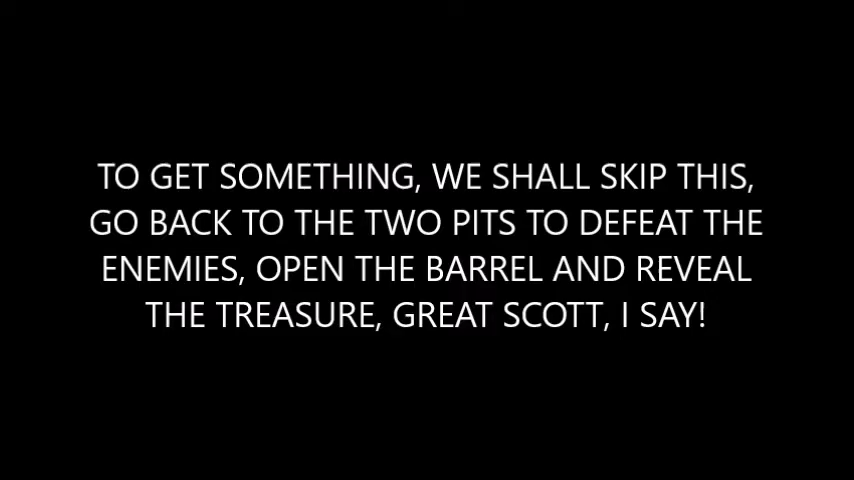 TO GET SOMETHING, WE SHALL SKIP THIS,
GO BACK TO THE TWO PITS TO DEFEAT THE
ENEMIES, OPEN THE BARREL AND REVEAL
THE TREASURE, GREAT SCOTT, I SAY!